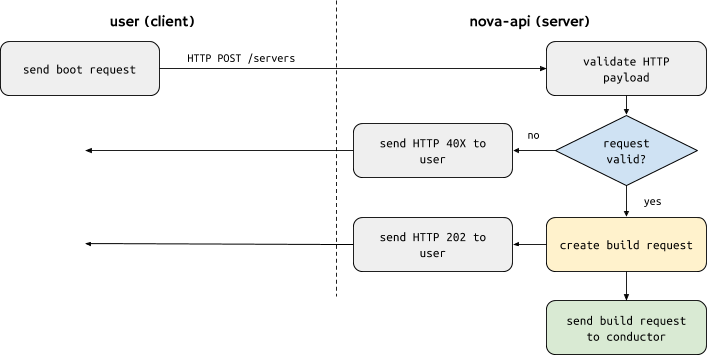 user (client)
nova-api (server)
send boot request
HTTP POST /servers
validate HTTP
payload
send HTTP 40X to
user
no
request
valid?
yes
send HTTP 202 to
user
create build request
send build request
to conductor